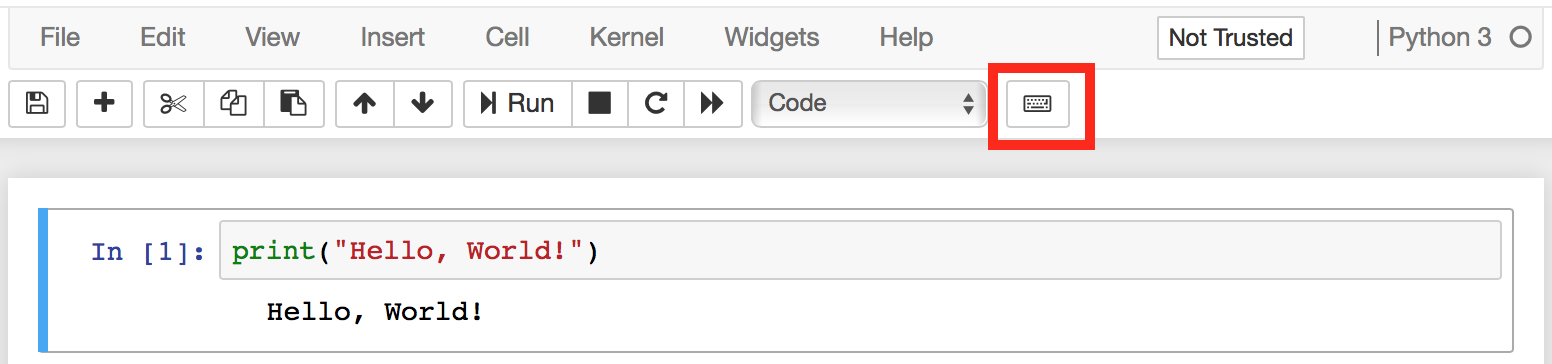 File Edit View Insert Cell Kernel Widgets Help Not Trusted Python 3
Run Code
In [1]: print("Hello, World!")
Hello, World!